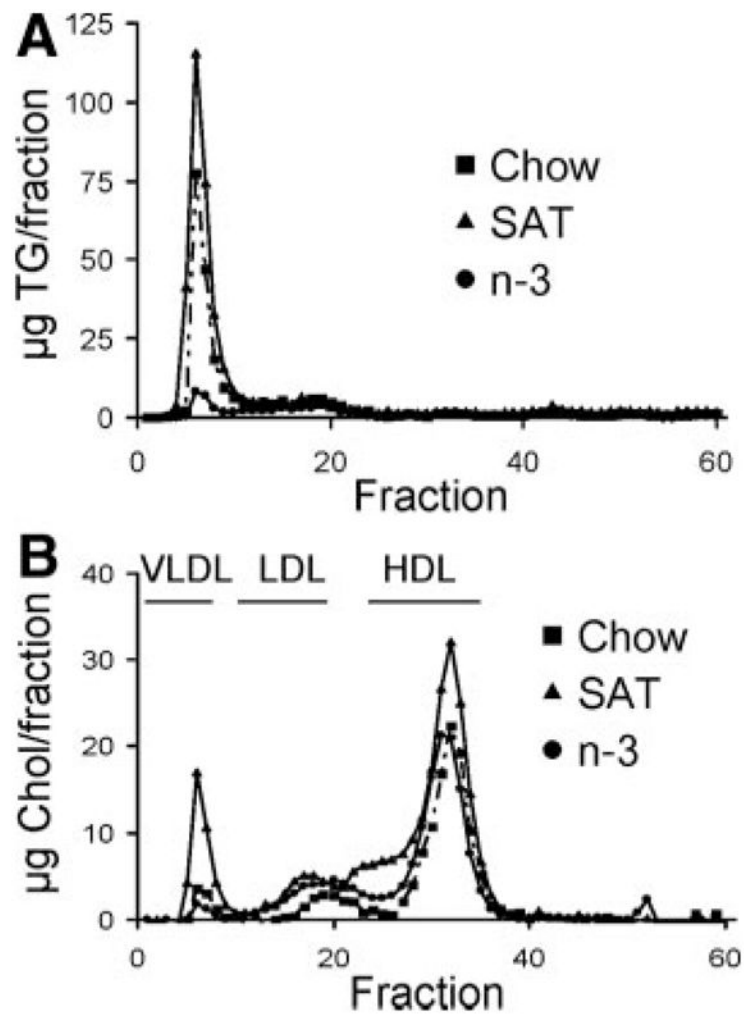 A
125
100
75
50
25
0
µg TG/fraction
■ Chow
▲ SAT
● n-3
0 20 40 60
Fraction
B
40
30
20
10
0
µg Chol/fraction
VLDL LDL HDL
■ Chow
▲ SAT
● n-3
0 20 40 60
Fraction